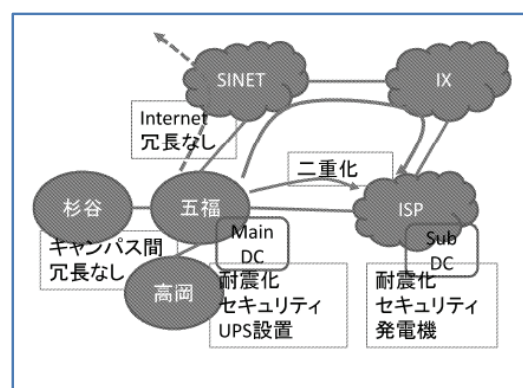 SINET
IX
Internet
冗長なし
二重化
杉谷
五福
ISP
キャンパス間
冗長なし
Main
DC
Sub
DC
高岡
耐震化
セキュリティ
UPS設置
耐震化
セキュリティ
発電機